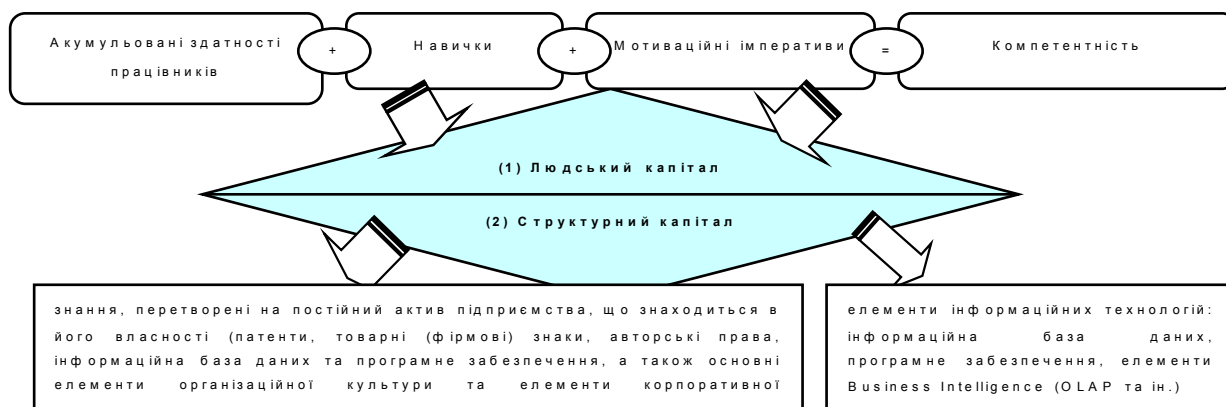 Акумульовані здатності
працівників
+
Навички
+
Мотиваційні імперативи
=
Компетентність
(1) Людський капітал
(2) Структурний капітал
знання, перетворені на постійний актив підприємства, що знаходиться в
його власності (патенти, товарні (фірмові) знаки, авторські права,
інформаційна база даних та програмне забезпечення, а також основні
елементи організаційної культури та елементи корпоративної
елементи інформаційних технологій:
інформаційна база даних,
програмне забезпечення, елементи
Business Intelligence (OLAP та ін.)